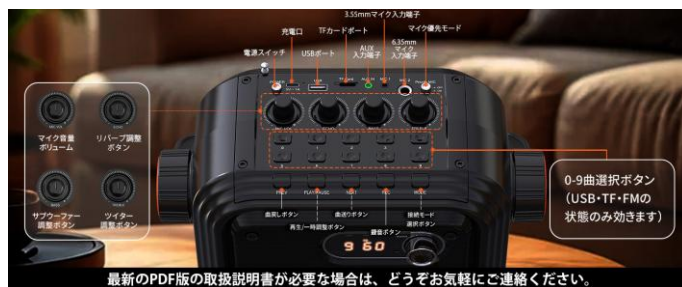 3.55mmマイク入力端子
充電口
TFカードポート
マイク優先モード
電源スイッチ
USBポート
AUX
入力端子
6.35mm
マイク
入力端子
マイク音量
ボリューム
リバーブ調整
ボタン
サブウーファー
調整ボタン
ツイター
調整ボタン
0-9曲選択ボタン
（USB・TF・FMの
状態のみ効きます）
曲戻しボタン
再生/一時調整ボタン
曲送りボタン
録音ボタン
接続モード
選択ボタン
9 60
最新のPDF版の取扱説明書が必要な場合は、どうぞお気軽にご連絡ください。